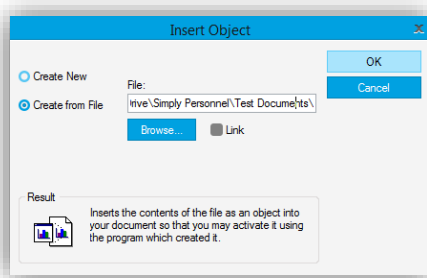 Insert Object
x
Create New
Create from File
File:
rive\Simply Personnel\Test Documents\
Browse...
Link
OK
Cancel
Result
Inserts the contents of the file as an object into
your document so that you may activate it using
the program which created it.